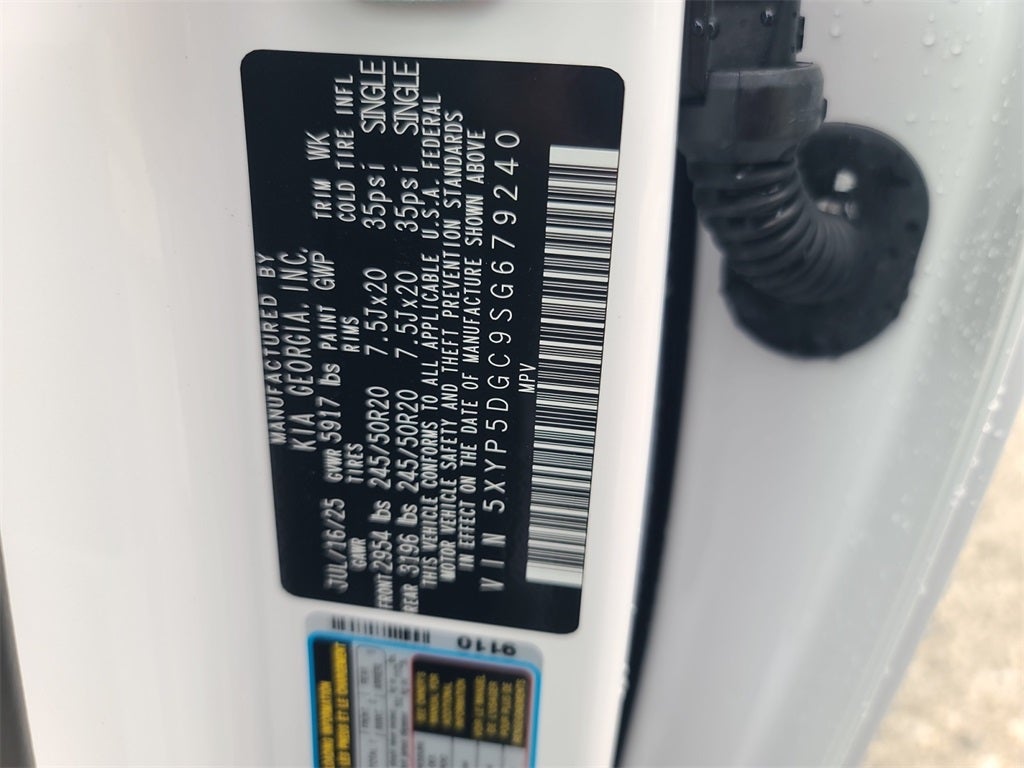 MANUFACTURED BY
KIA GEORGIA, INC.
JUL/16/25 GVWR 5917 lbs PAINT GWP TRIM WK
GAWR TIRES RIMS COLD TIRE INFL
FRONT 2954 lbs 245/50R20 7.5Jx20 35psi SINGLE
REAR 3196 lbs 245/50R20 7.5Jx20 35psi SINGLE
THIS VEHICLE CONFORMS TO ALL APPLICABLE U.S.A. FEDERAL
MOTOR VEHICLE SAFETY AND THEFT PREVENTION STANDARDS
IN EFFECT ON THE DATE OF MANUFACTURE SHOWN ABOVE
VIN 5XYP5DGC9SG679240
MPV
9110